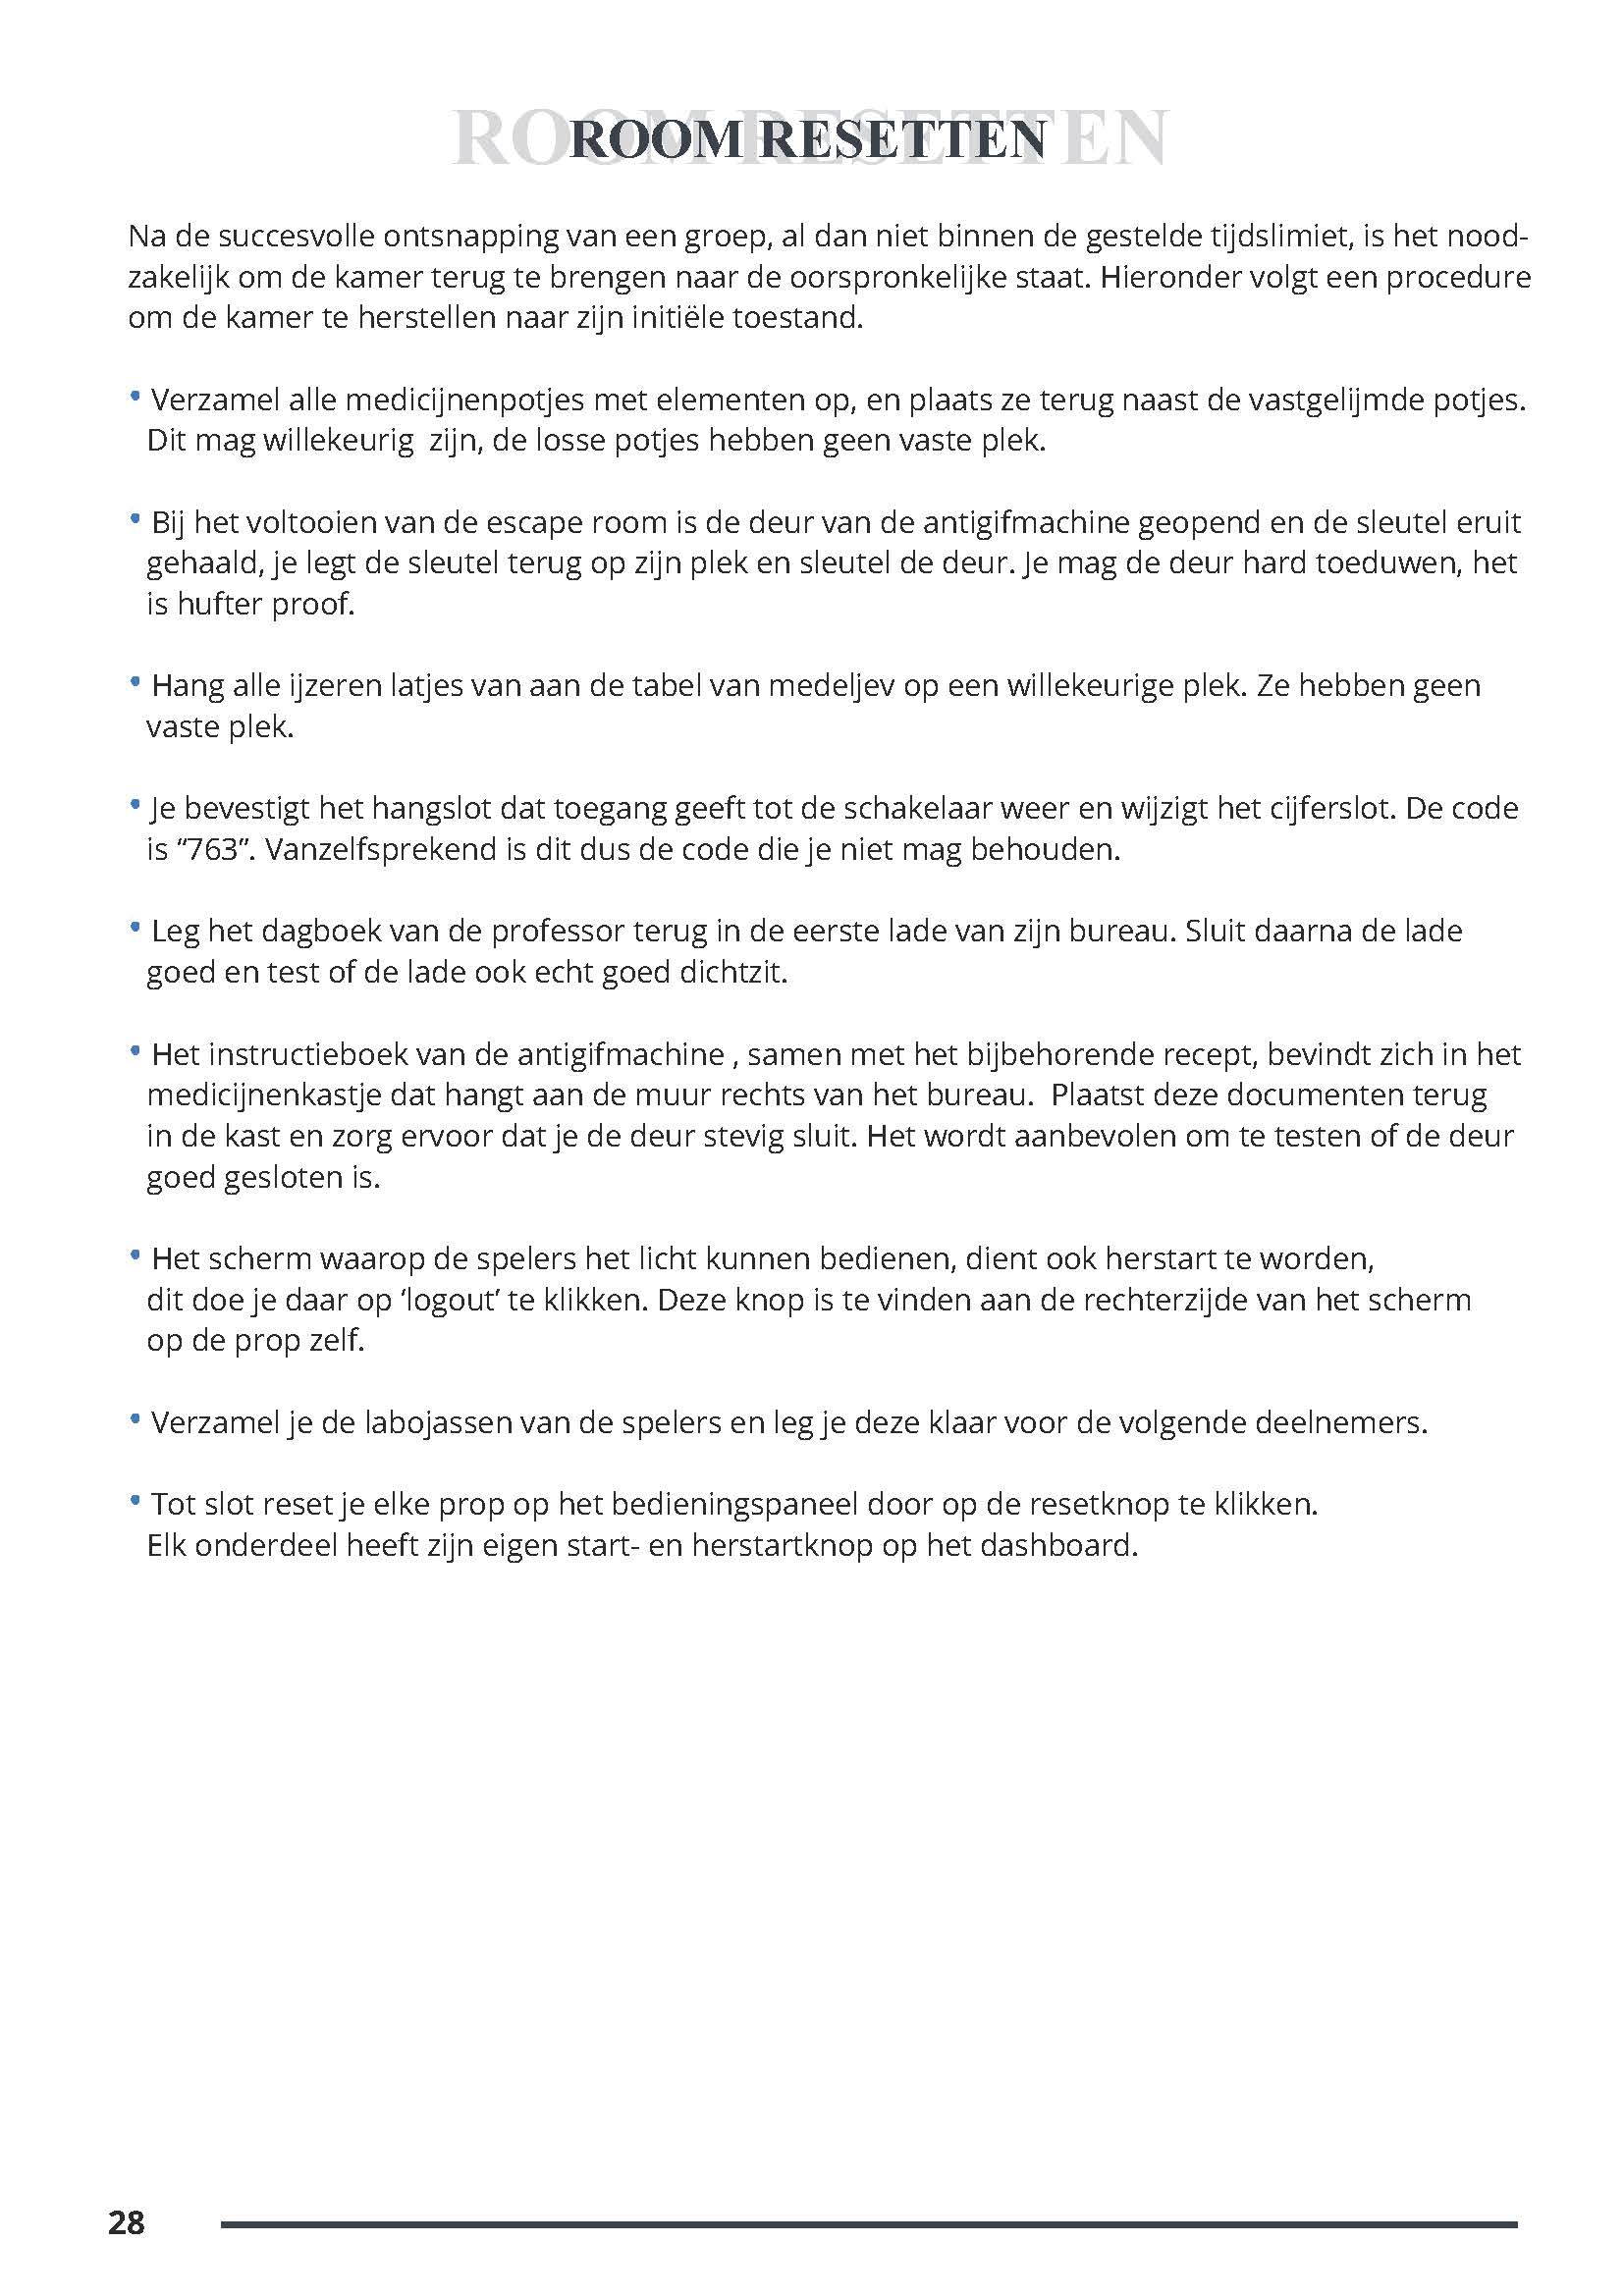 ROOM RESETTEN
Na de succesvolle ontsnapping van een groep, al dan niet binnen de gestelde tijdslimiet, is het nood-
zakelijk om de kamer terug te brengen naar de oorspronkelijke staat. Hieronder volgt een procedure
om de kamer te herstellen naar zijn initiële toestand.
• Verzamel alle medicijnenpotjes met elementen op, en plaats ze terug naast de vastgelijmde potjes.
Dit mag willekeurig  zijn, de losse potjes hebben geen vaste plek.
• Bij het voltooien van de escape room is de deur van de antigifmachine geopend en de sleutel eruit
gehaald, je legt de sleutel terug op zijn plek en sleutel de deur. Je mag de deur hard toeduwen, het
is hufter proof.
• Hang alle ijzeren latjes van aan de tabel van medeljev op een willekeurige plek. Ze hebben geen
vaste plek.
• Je bevestigt het hangslot dat toegang geeft tot de schakelaar weer en wijzigt het cijferslot. De code
is “763”. Vanzelfsprekend is dit dus de code die je niet mag behouden.
• Leg het dagboek van de professor terug in de eerste lade van zijn bureau. Sluit daarna de lade
goed en test of de lade ook echt goed dichtzit.
• Het instructieboek van de antigifmachine , samen met het bijbehorende recept, bevindt zich in het
medicijnenkastje dat hangt aan de muur rechts van het bureau.  Plaatst deze documenten terug
in de kast en zorg ervoor dat je de deur stevig sluit. Het wordt aanbevolen om te testen of de deur
goed gesloten is.
• Het scherm waarop de spelers het licht kunnen bedienen, dient ook herstart te worden,
dit doe je daar op ‘logout’ te klikken. Deze knop is te vinden aan de rechterzijde van het scherm
op de prop zelf.
• Verzamel je de labojassen van de spelers en leg je deze klaar voor de volgende deelnemers.
• Tot slot reset je elke prop op het bedieningspaneel door op de resetknop te klikken.
Elk onderdeel heeft zijn eigen start- en herstartknop op het dashboard.
28